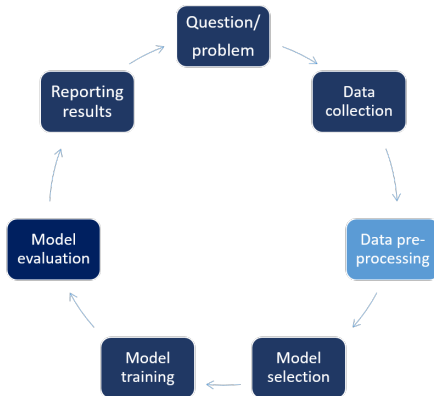 Question/
problem
Data
collection
Data pre-
processing
Model
selection
Model
training
Model
evaluation
Reporting
results